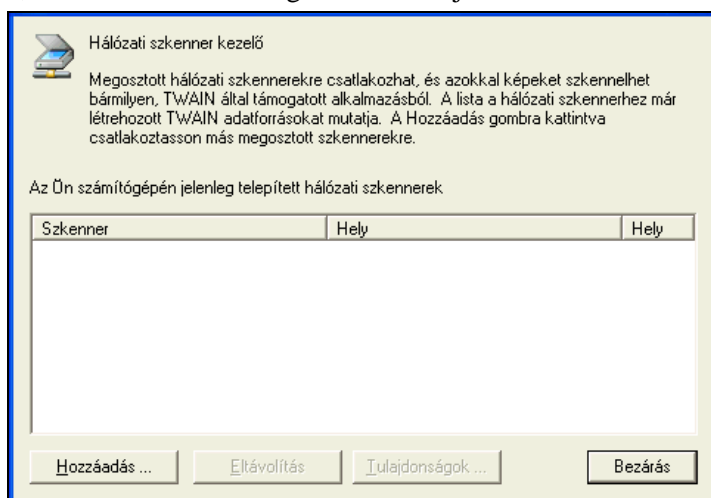 Hálózati szkenner kezelő
Megosztott hálózati szkennerekre csatlakozhat, és azokkal képeket szkennelhet
bármilyen, TWAIN által támogatott alkalmazásból. A lista a hálózati szkennerhez már
létrehozott TWAIN adatforrásokat mutatja. A Hozzáadás gombra kattintva
csatlakoztasson más megosztott szkennerekre.
Az Ön számítógépén jelenleg telepített hálózati szkennerek
Szkenner Hely Hely
Hozzáadás ... Eltávolítás Tulajdonságok ... Bezárás